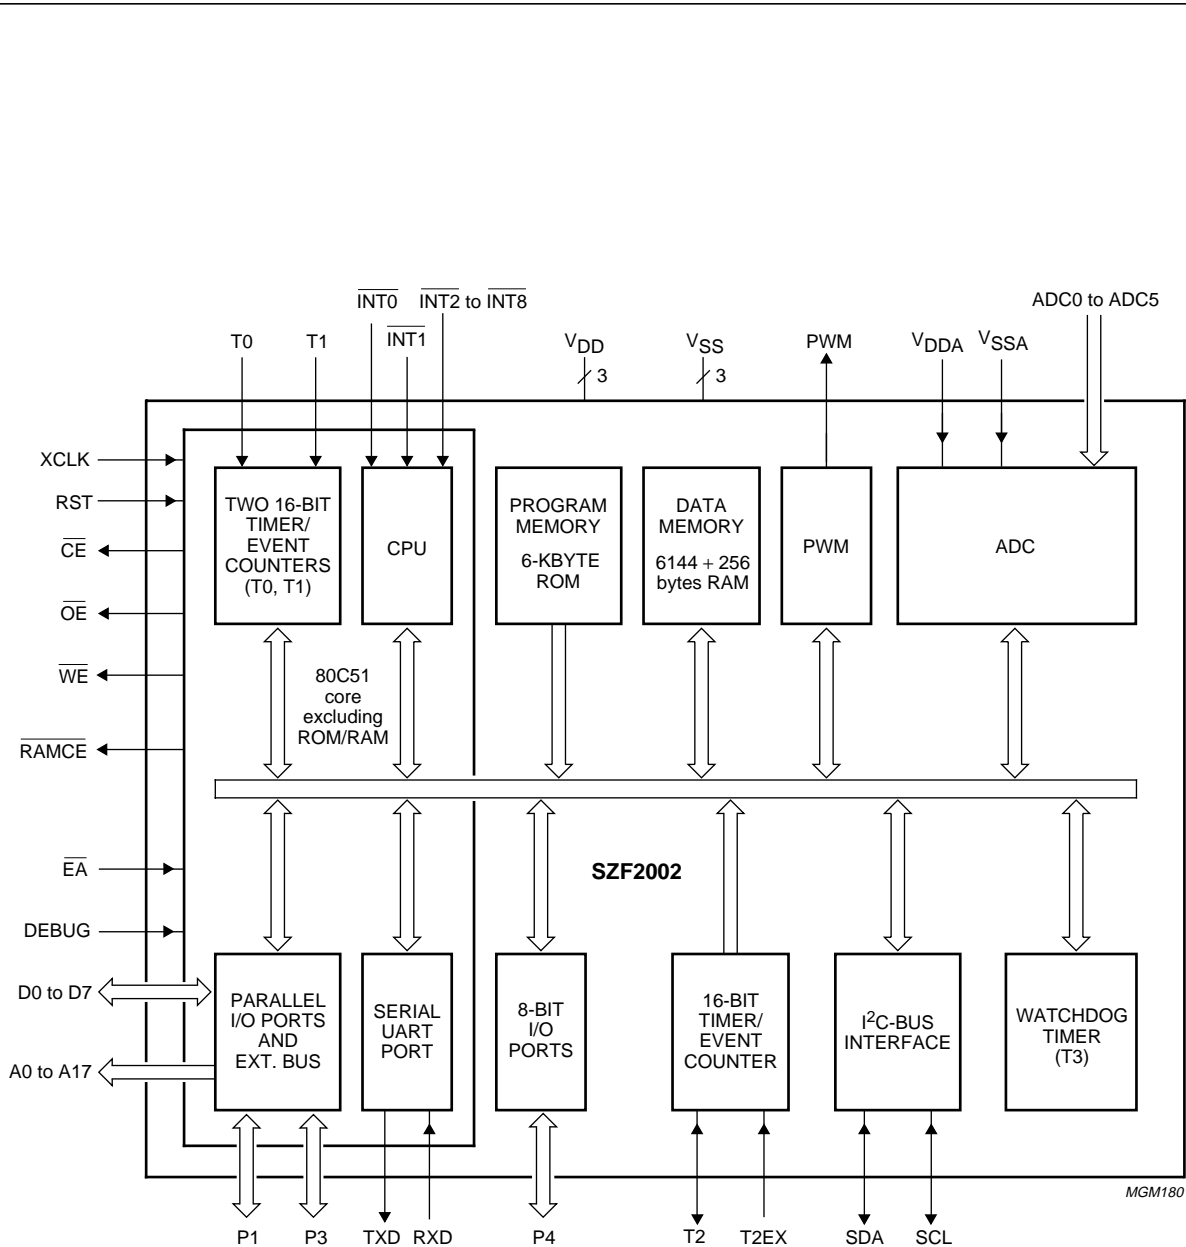 INT0 INT2 to INT8 ADC0 to ADC5
T0 T1 INT1 VDD VSS PWM VDDA VSSA
3 3
XCLK
RST
CE
OE
WE
RAMCE
EA
DEBUG
D0 to D7
A0 to A17
TWO 16-BIT
TIMER/
EVENT
COUNTERS
(T0, T1)
CPU
PROGRAM
MEMORY
6-KBYTE
ROM
DATA
MEMORY
6144 + 256
bytes RAM
PWM
ADC
80C51
core
excluding
ROM/RAM
SZF2002
PARALLEL
I/O PORTS
AND
EXT. BUS
SERIAL
UART
PORT
8-BIT
I/O
PORTS
16-BIT
TIMER/
EVENT
COUNTER
I2C-BUS
INTERFACE
WATCHDOG
TIMER
(T3)
MGM180
P1 P3 TXD RXD P4 T2 T2EX SDA SCL